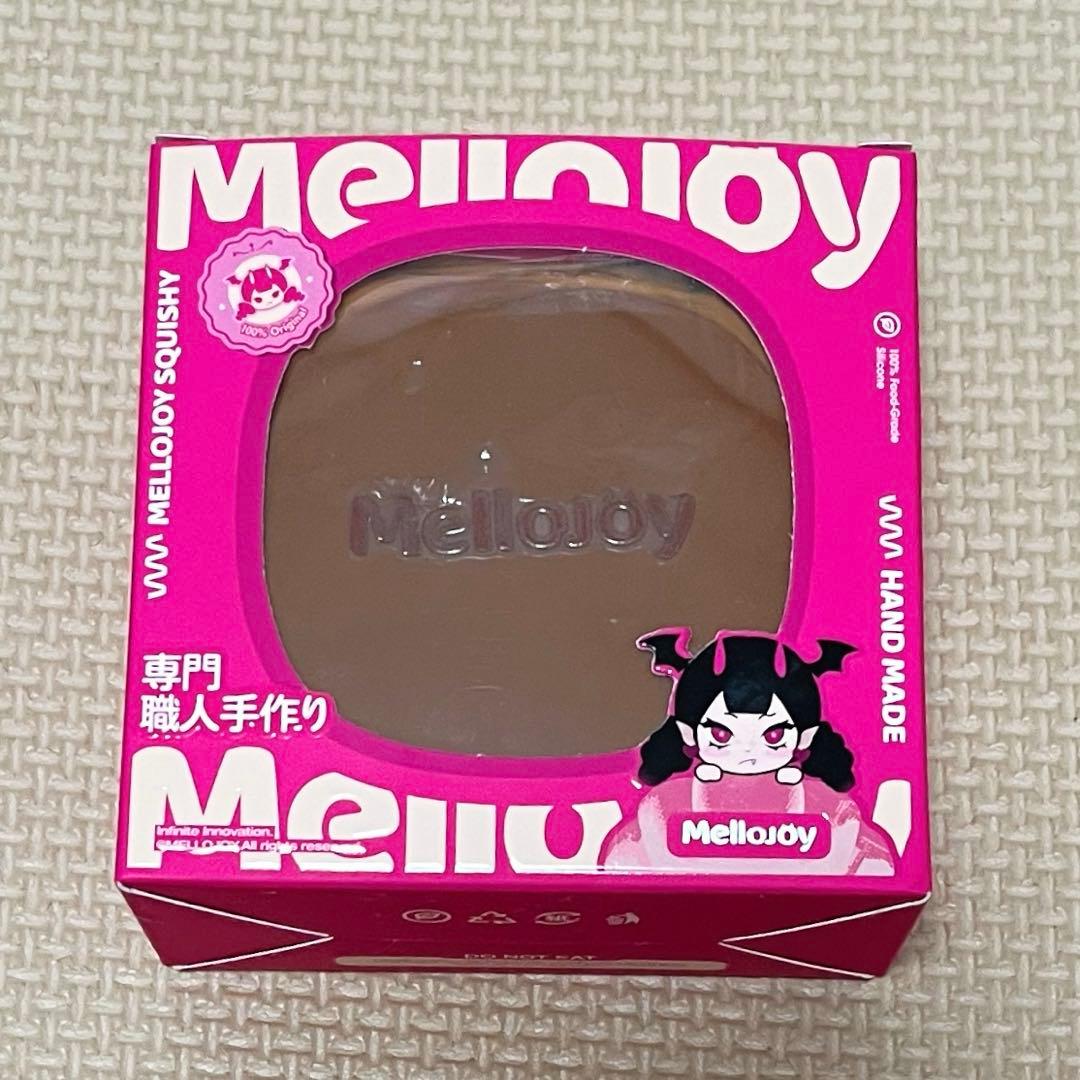 Mellojoy
100% Original
MELLOJOY SQUISHY
100% Food-Grade
Silicone
Mellojoy
HAND MADE
専門
職人手作り
Mellojoy
Infinite Innovation.
©MELLOJOY.All rights reserved.
Mellojoy
DO NOT EAT